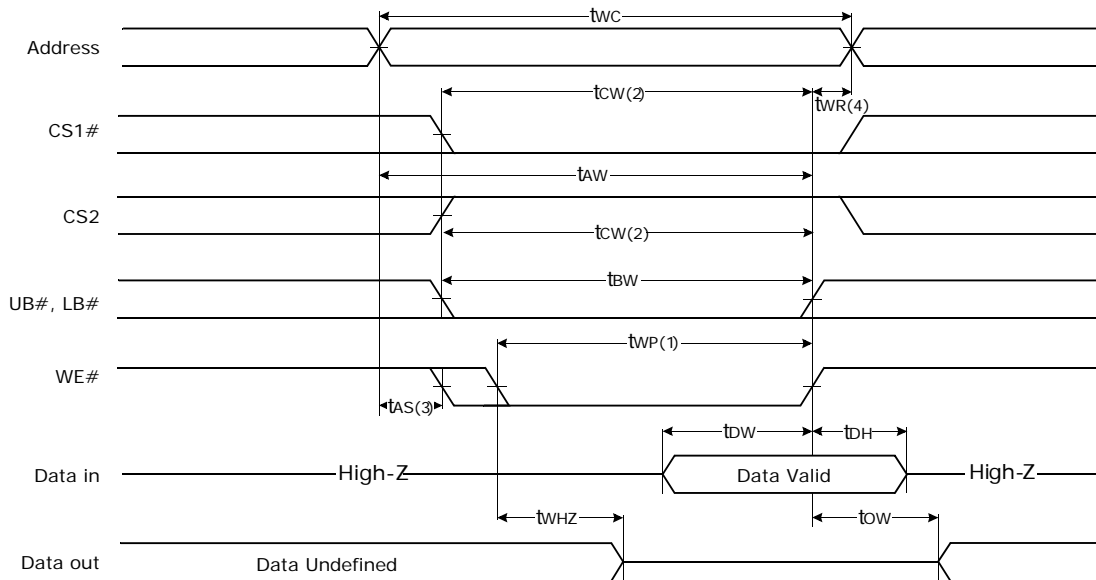 tWC
Address
tCW(2)
tWR(4)
CS1#
tAW
CS2
tCW(2)
tBW
UB#, LB#
tWP(1)
WE#
tAS(3)
tDW
tDH
Data in
High-Z
Data Valid
High-Z
tWHZ
tOW
Data out
Data Undefined